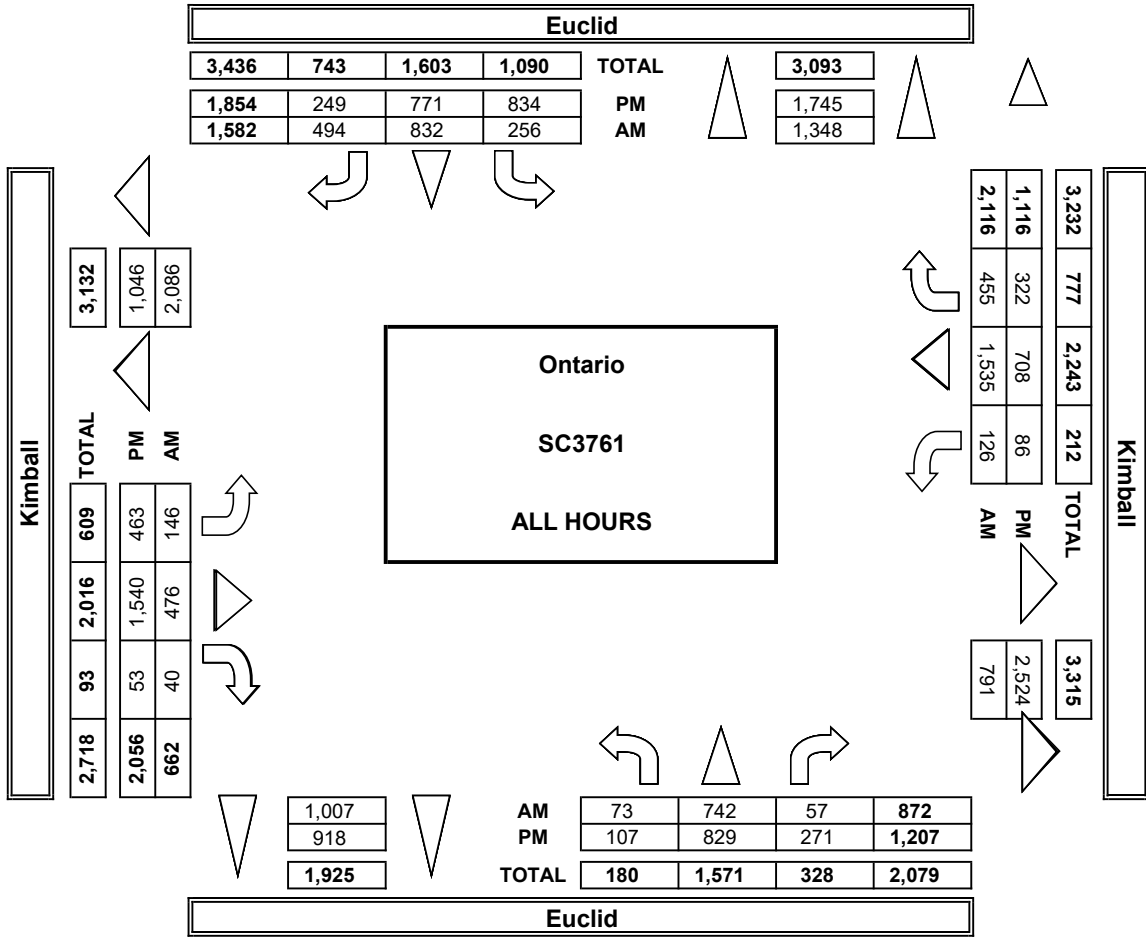 Euclid
3,436 743 1,603 1,090 TOTAL 3,093
1,854 249 771 834 PM 1,745
1,582 494 832 256 AM 1,348
Kimball
3,132
1,046
2,086
TOTAL 609 2,016 93 2,718
PM 463 1,540 53 2,056
AM 146 476 40 662
Ontario
SC3761
ALL HOURS
3,232 777 2,243 212 TOTAL 3,315
1,116 322 708 86 PM 2,524
2,116 455 1,535 126 AM 791
Kimball
1,007 AM 73 742 57 872
918 PM 107 829 271 1,207
1,925 TOTAL 180 1,571 328 2,079
Euclid